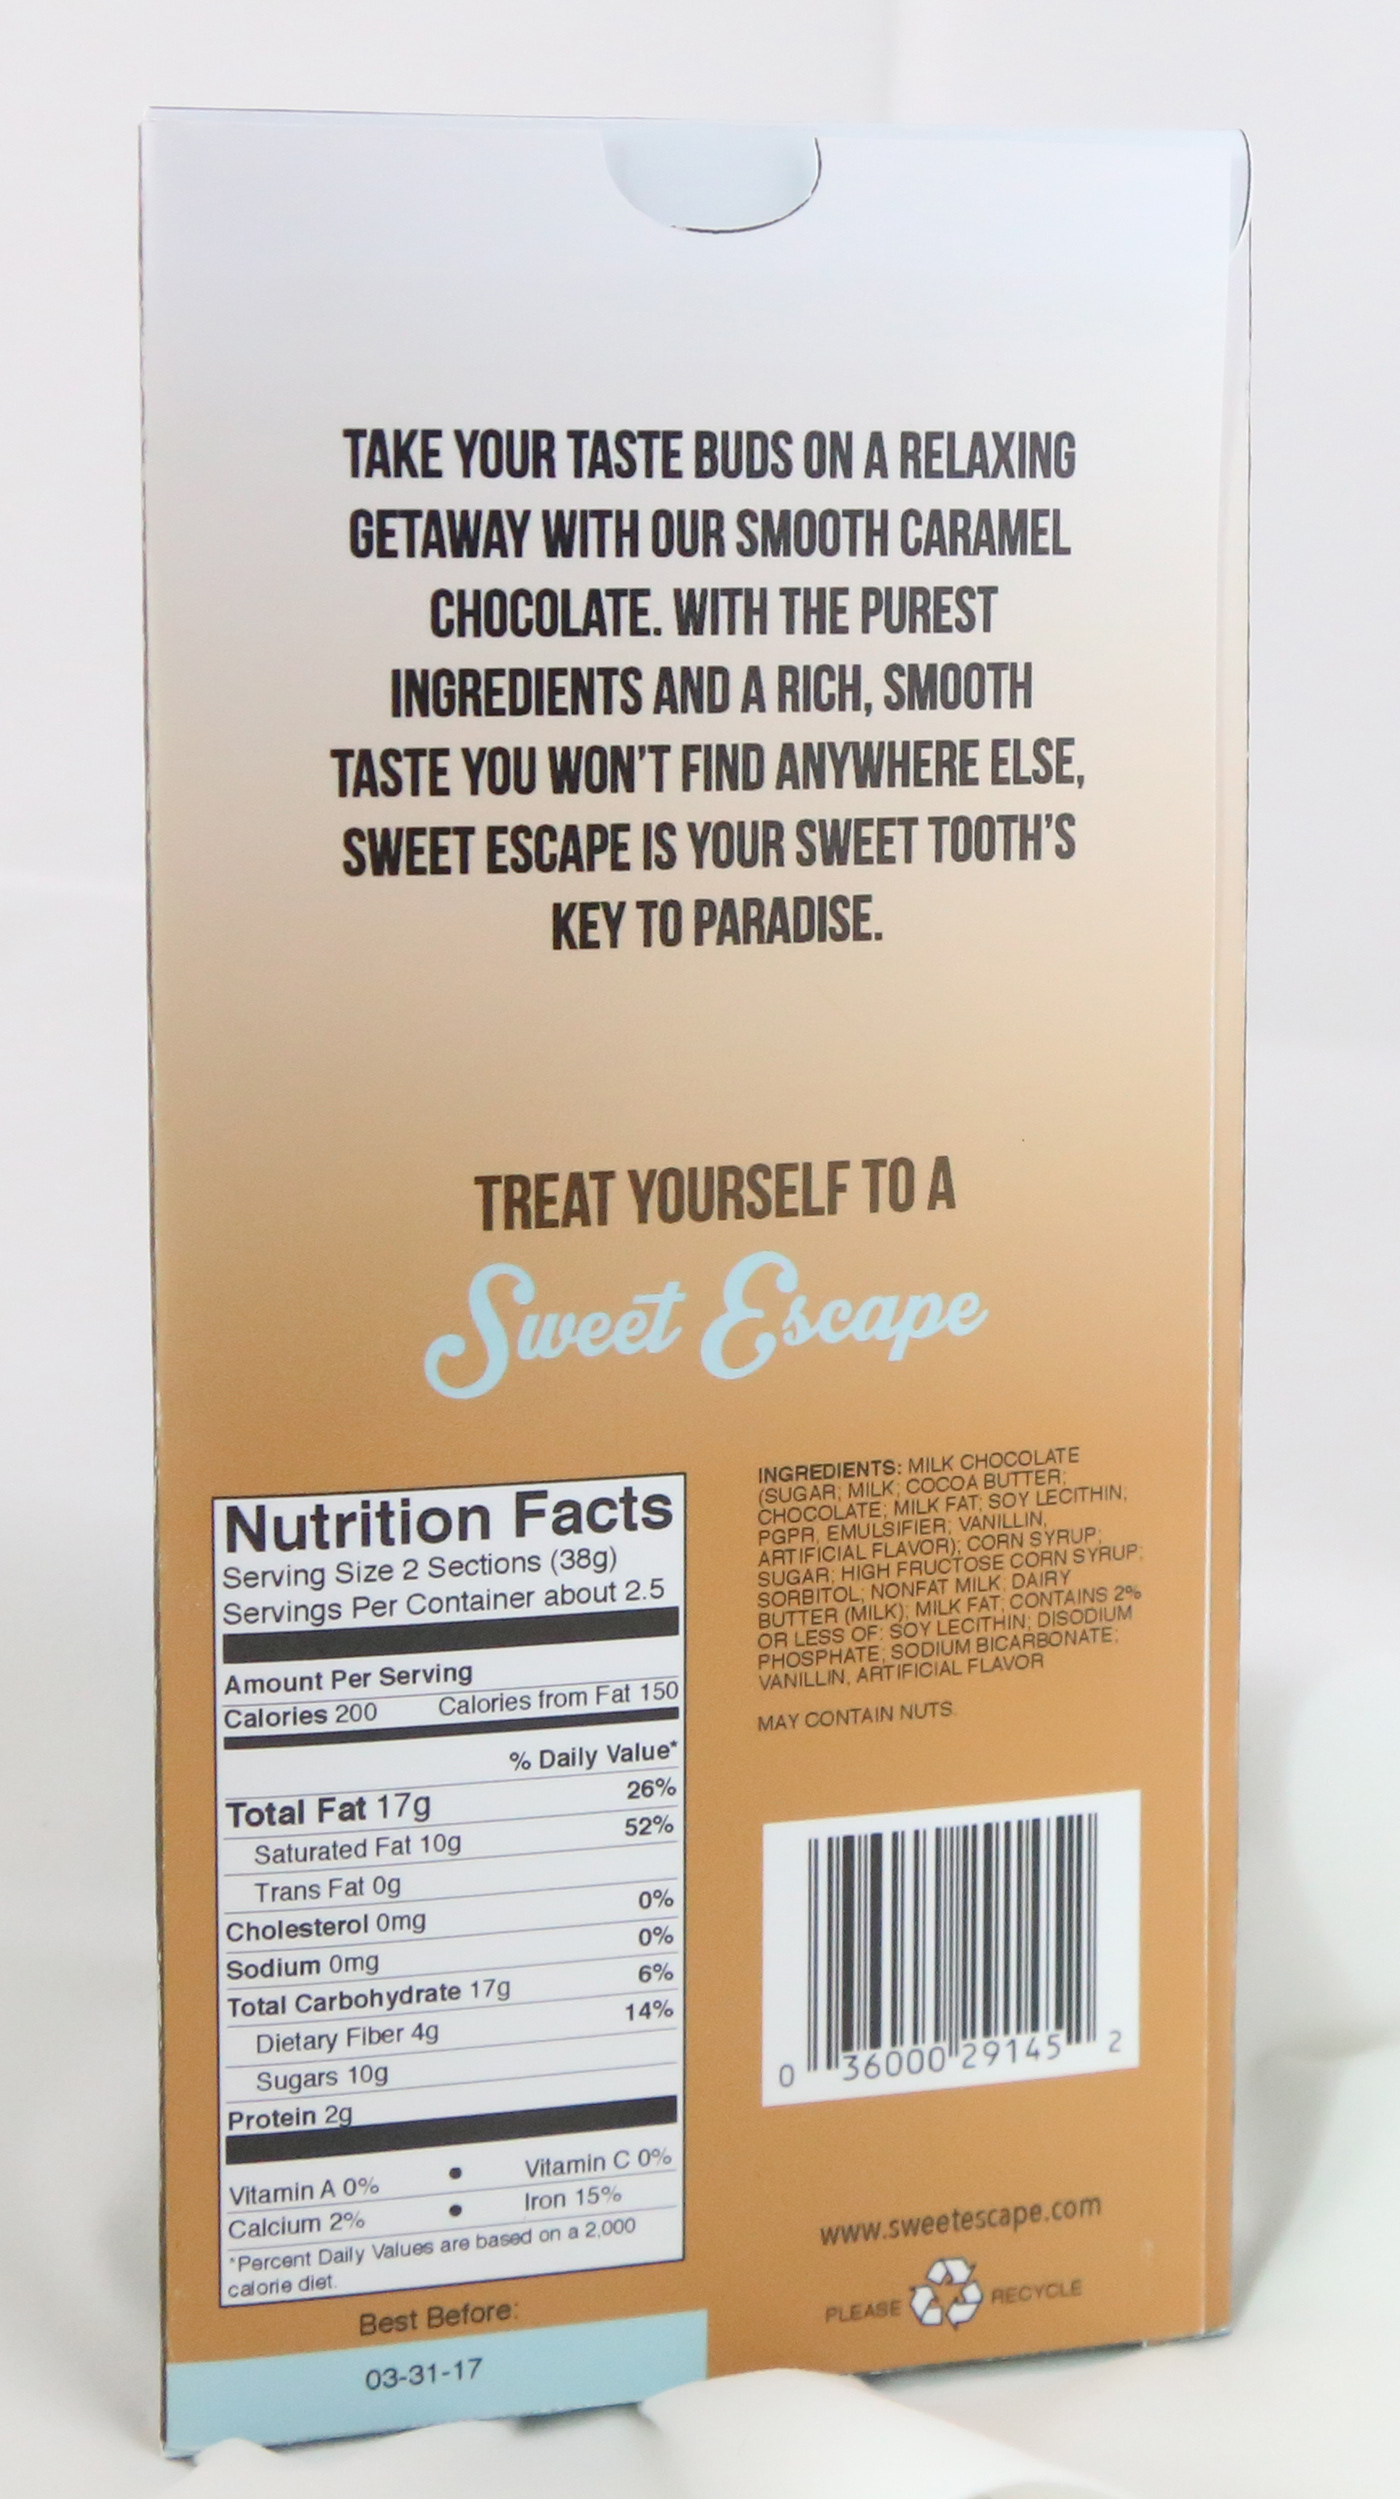 TAKE YOUR TASTE BUDS ON A RELAXING
GETAWAY WITH OUR SMOOTH CARAMEL
CHOCOLATE. WITH THE PUREST
INGREDIENTS AND A RICH, SMOOTH
TASTE YOU WON'T FIND ANYWHERE ELSE,
SWEET ESCAPE IS YOUR SWEET TOOTH'S
KEY TO PARADISE.
TREAT YOURSELF TO A
Sweet Escape
Nutrition Facts
Serving Size 2 Sections (38g)
Servings Per Container about 2.5
Amount Per Serving
Calories 200 Calories from Fat 150
% Daily Value*
Total Fat 17g 26%
Saturated Fat 10g 52%
Trans Fat 0g
Cholesterol 0mg 0%
Sodium 0mg 0%
Total Carbohydrate 17g 6%
Dietary Fiber 4g 14%
Sugars 10g
Protein 2g
Vitamin A 0% • Vitamin C 0%
Calcium 2% • Iron 15%
*Percent Daily Values are based on a 2,000
calorie diet.
Best Before:
03-31-17
INGREDIENTS: MILK CHOCOLATE
(SUGAR; MILK; COCOA BUTTER;
CHOCOLATE; MILK FAT; SOY LECITHIN,
PGPR, EMULSIFIER; VANILLIN,
ARTIFICIAL FLAVOR); CORN SYRUP;
SUGAR; HIGH FRUCTOSE CORN SYRUP;
SORBITOL; NONFAT MILK; DAIRY
BUTTER (MILK); MILK FAT; CONTAINS 2%
OR LESS OF: SOY LECITHIN; DISODIUM
PHOSPHATE; SODIUM BICARBONATE;
VANILLIN, ARTIFICIAL FLAVOR
MAY CONTAIN NUTS.
0 36000 29145 2
www.sweetescape.com
PLEASE RECYCLE